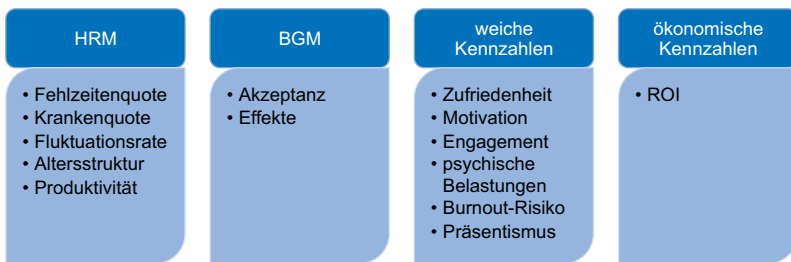 HRM
• Fehlzeitenquote
• Krankenquote
• Fluktuationsrate
• Altersstruktur
• Produktivität
BGM
• Akzeptanz
• Effekte
weiche
Kennzahlen
• Zufriedenheit
• Motivation
• Engagement
• psychische
Belastungen
• Burnout-Risiko
• Präsentismus
ökonomische
Kennzahlen
• ROI